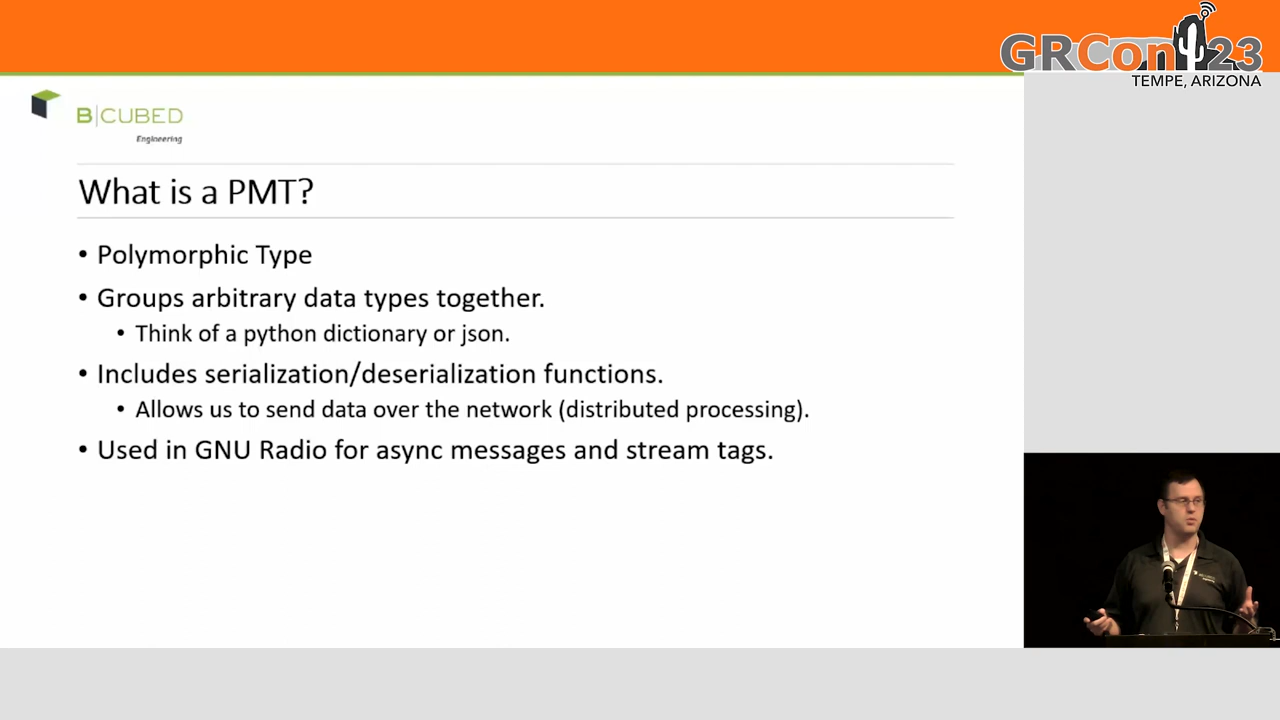 GRCon 23
TEMPE, ARIZONA
B|CUBED
Engineering
What is a PMT?
• Polymorphic Type
• Groups arbitrary data types together.
• Think of a python dictionary or json.
• Includes serialization/deserialization functions.
• Allows us to send data over the network (distributed processing).
• Used in GNU Radio for async messages and stream tags.